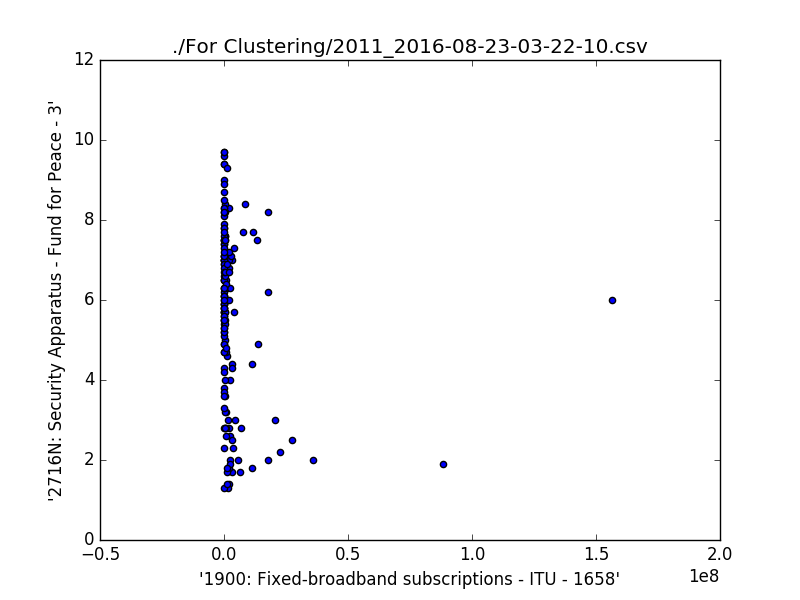 ./For Clustering/2011_2016-08-23-03-22-10.csv
'2716N: Security Apparatus - Fund for Peace - 3'
12
10
8
6
4
2
0
−0.5 0.0 0.5 1.0 1.5 2.0
1e8
'1900: Fixed-broadband subscriptions - ITU - 1658'